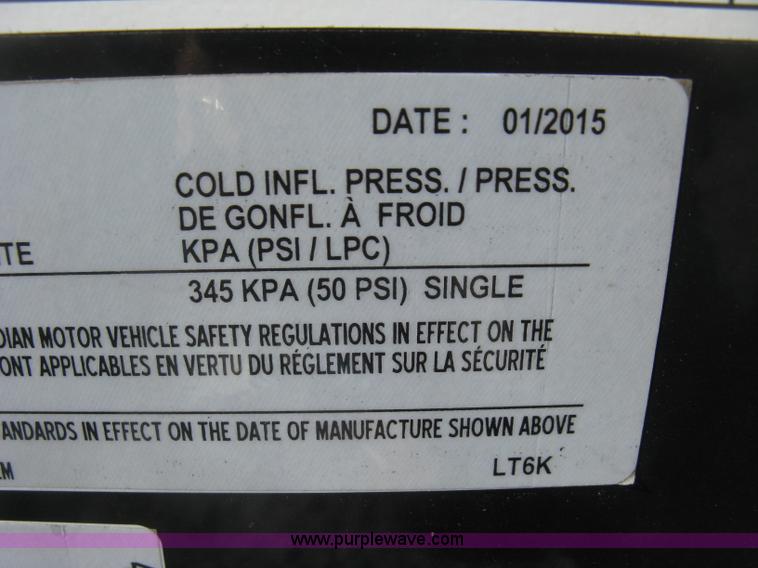 DATE : 01/2015
COLD INFL. PRESS. / PRESS.
DE GONFL. À FROID
KPA (PSI / LPC)
345 KPA (50 PSI) SINGLE
DIAN MOTOR VEHICLE SAFETY REGULATIONS IN EFFECT ON THE
ONT APPLICABLES EN VERTU DU RÉGLEMENT SUR LA SÉCURITÉ
ANDARDS IN EFFECT ON THE DATE OF MANUFACTURE SHOWN ABOVE
LT6K
www.purplewave.com